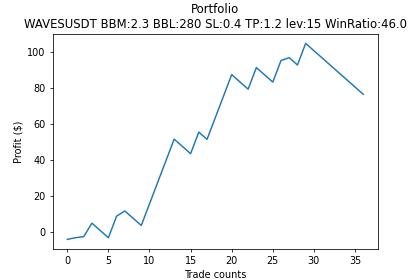 Portfolio
WAVESUSDT BBM:2.3 BBL:280 SL:0.4 TP:1.2 lev:15 WinRatio:46.0
100
80
60
40
20
0
Profit ($)
0 5 10 15 20 25 30 35
Trade counts